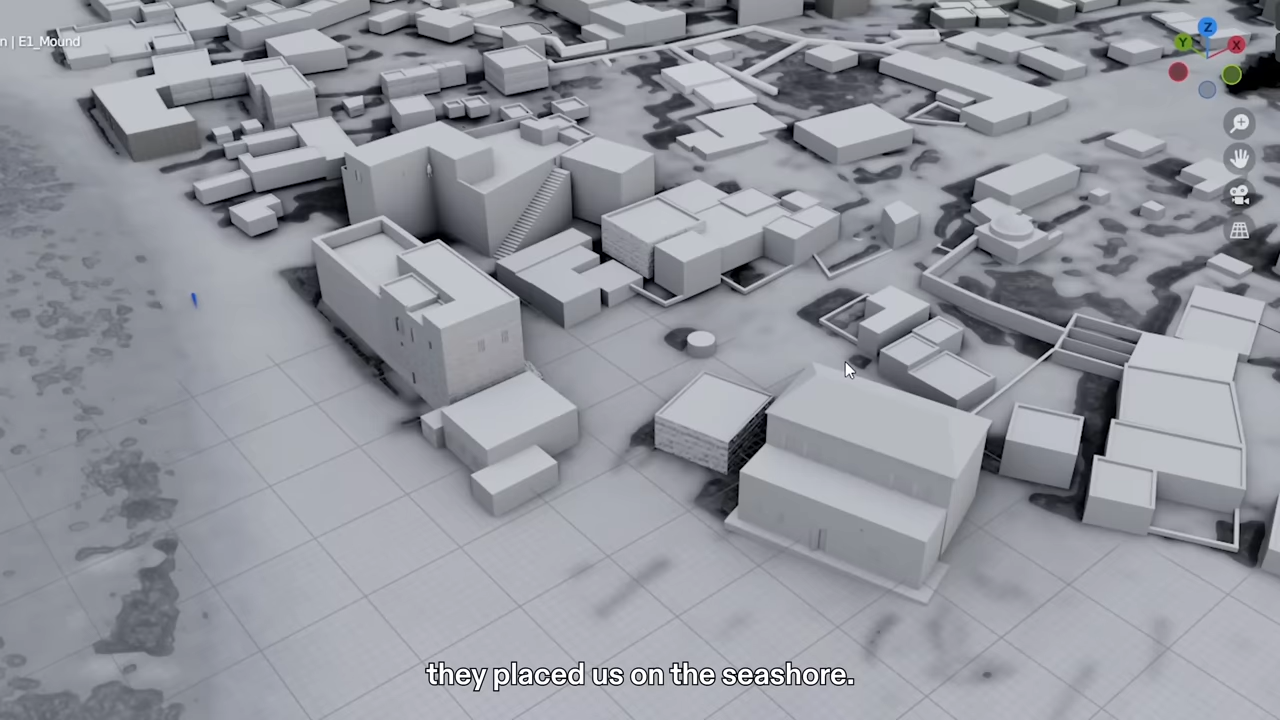 n | E1_Mound
Z
Y
X
they placed us on the seashore.